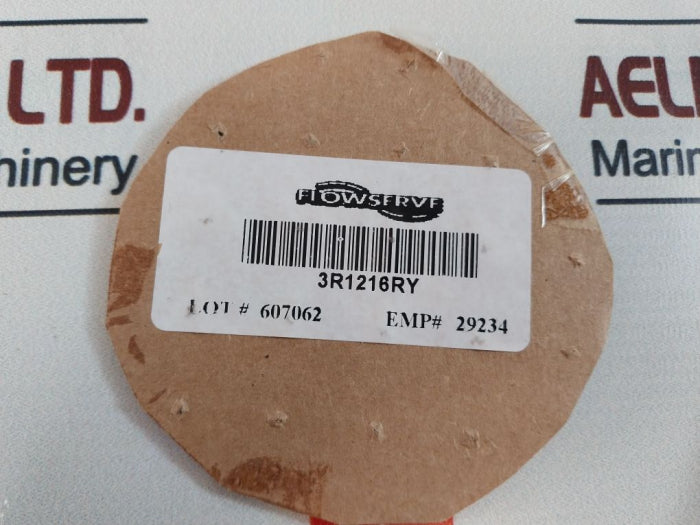 LTD.
AEL
hinery
Marin
FLOWSERVE
3R1216RY
LOT # 607062
EMP# 29234